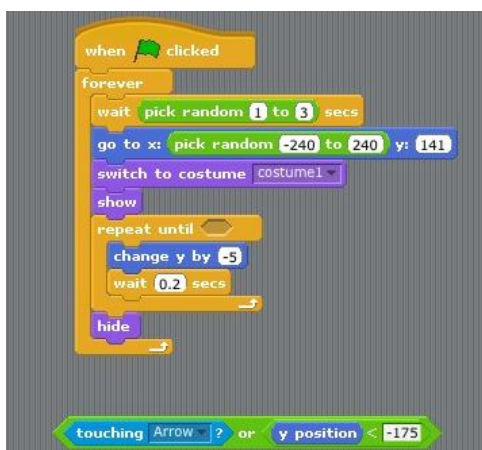 when clicked
forever
wait pick random 1 to 3 secs
go to x: pick random -240 to 240 y: 141
switch to costume costume1
show
repeat until
change y by -5
wait 0.2 secs
hide
touching Arrow ? or y position < -175